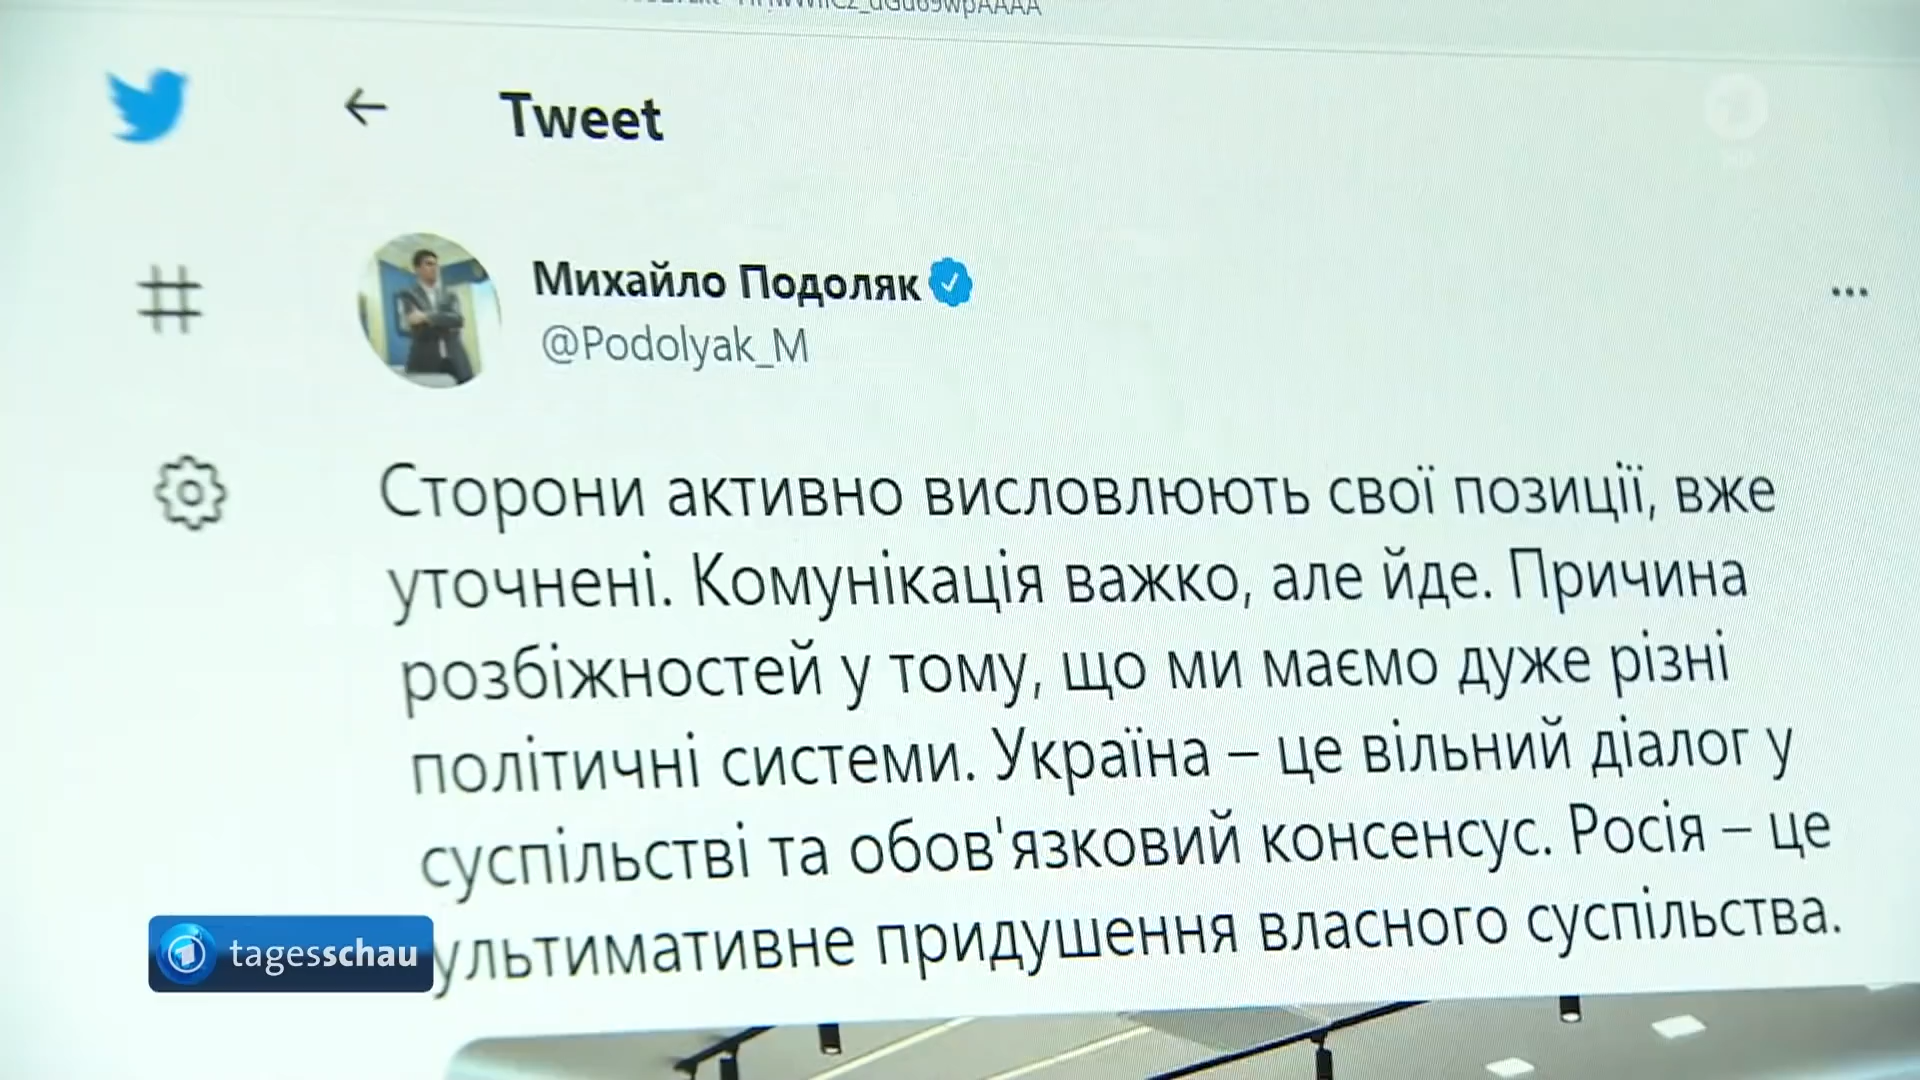 Tweet
Михайло Подоляк
@Podolyak_M
Сторони активно висловлюють свої позиції, вже
уточнені. Комунікація важко, але йде. Причина
розбіжностей у тому, що ми маємо дуже різні
політичні системи. Україна – це вільний діалог у
суспільстві та обов'язковий консенсус. Росія – це
ультимативне придушення власного суспільства.
tagesschau